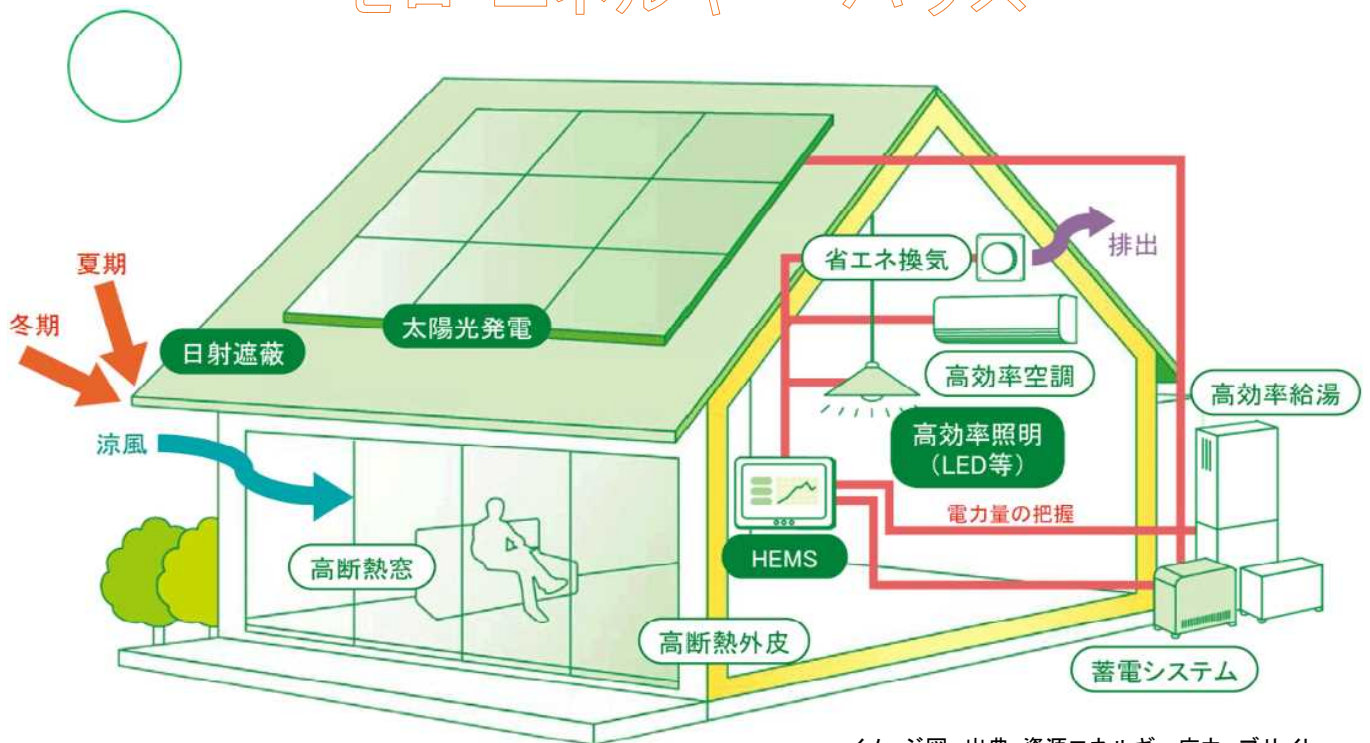 夏期
冬期
日射遮蔽
太陽光発電
涼風
高断熱窓
高断熱外皮
省エネ換気
排出
高効率空調
高効率照明
（LED等）
高効率給湯
電力量の把握
HEMS
蓄電システム